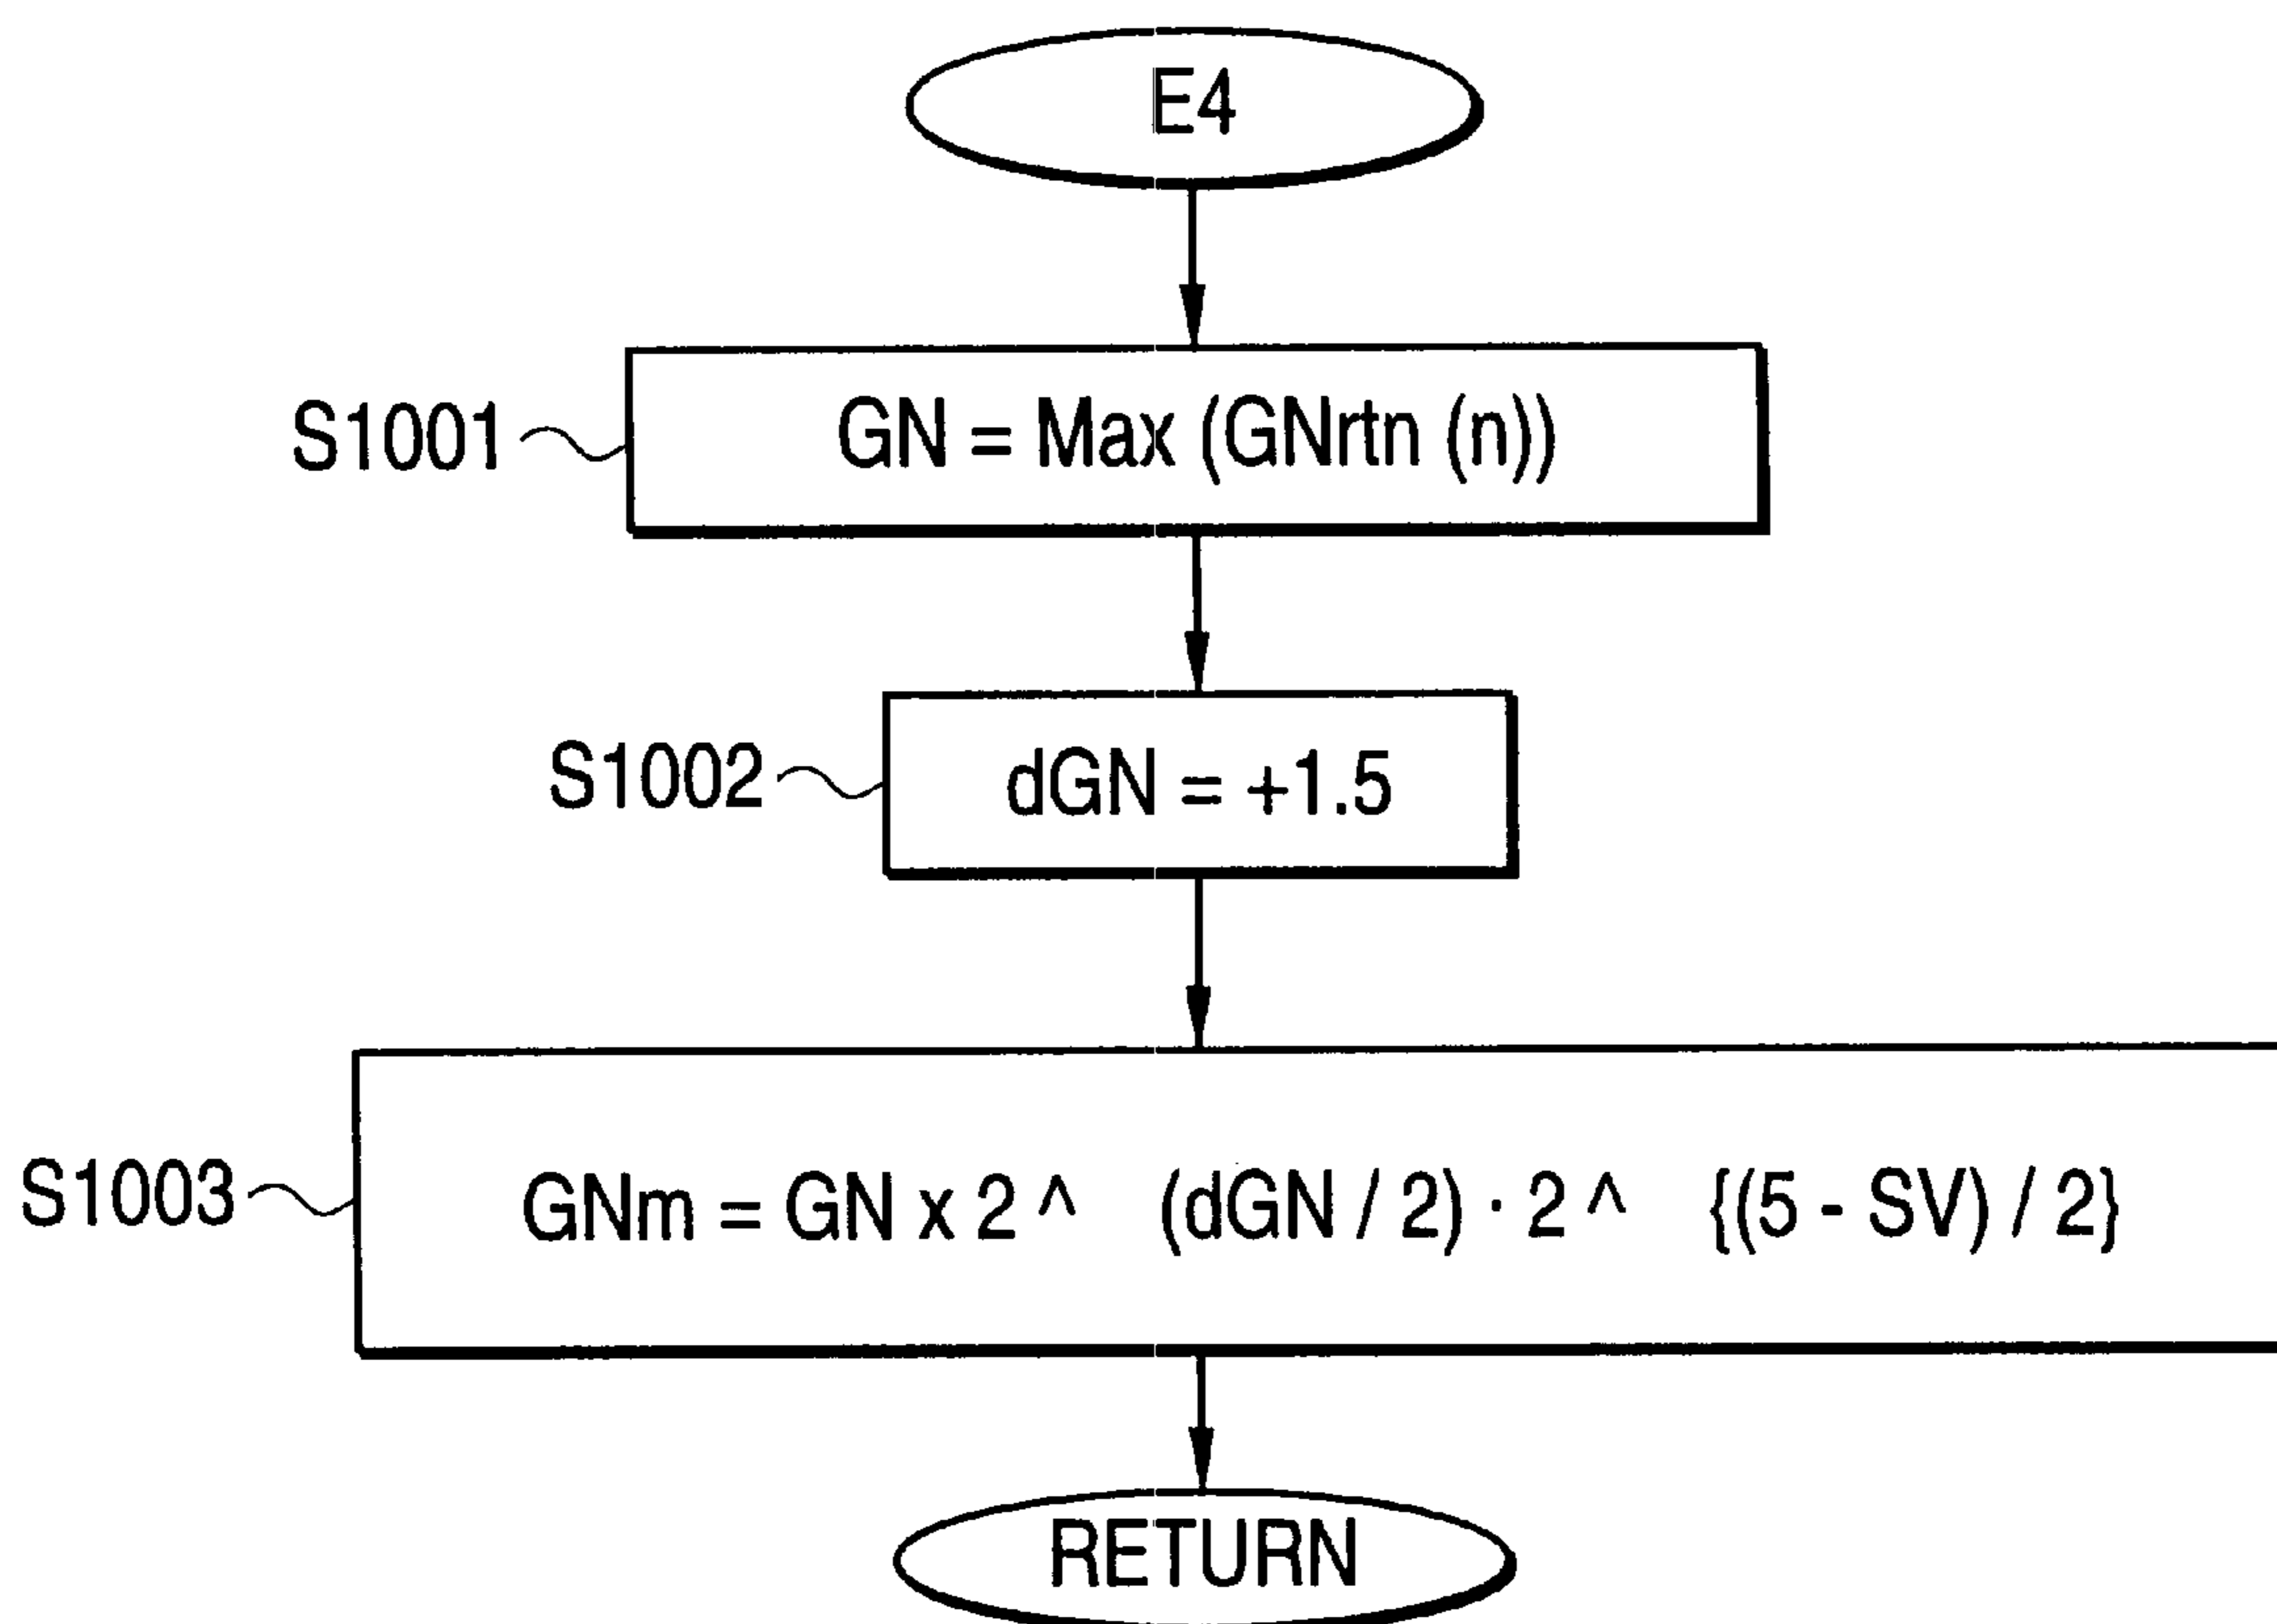 E4
S1001
GN = Max (GNrtn (n))
S1002
dGN = +1.5
S1003
GNm = GN x 2 ^ (dGN / 2) · 2 ^ {(5 - SV) / 2}
RETURN